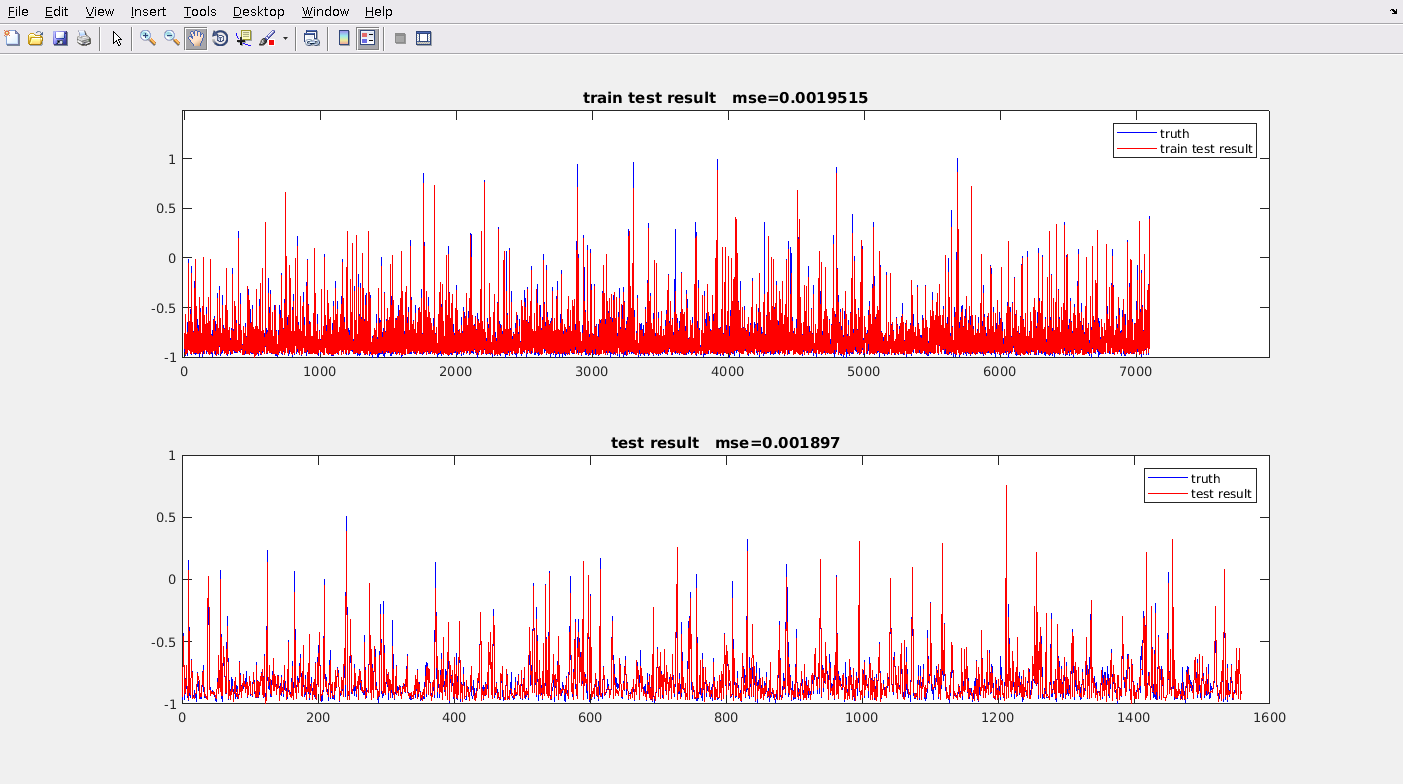 File Edit View Insert Tools Desktop Window Help
train test result mse=0.0019515
truth
train test result
1
0.5
0
-0.5
-1
0 1000 2000 3000 4000 5000 6000 7000
test result mse=0.001897
truth
test result
1
0.5
0
-0.5
-1
0 200 400 600 800 1000 1200 1400 1600